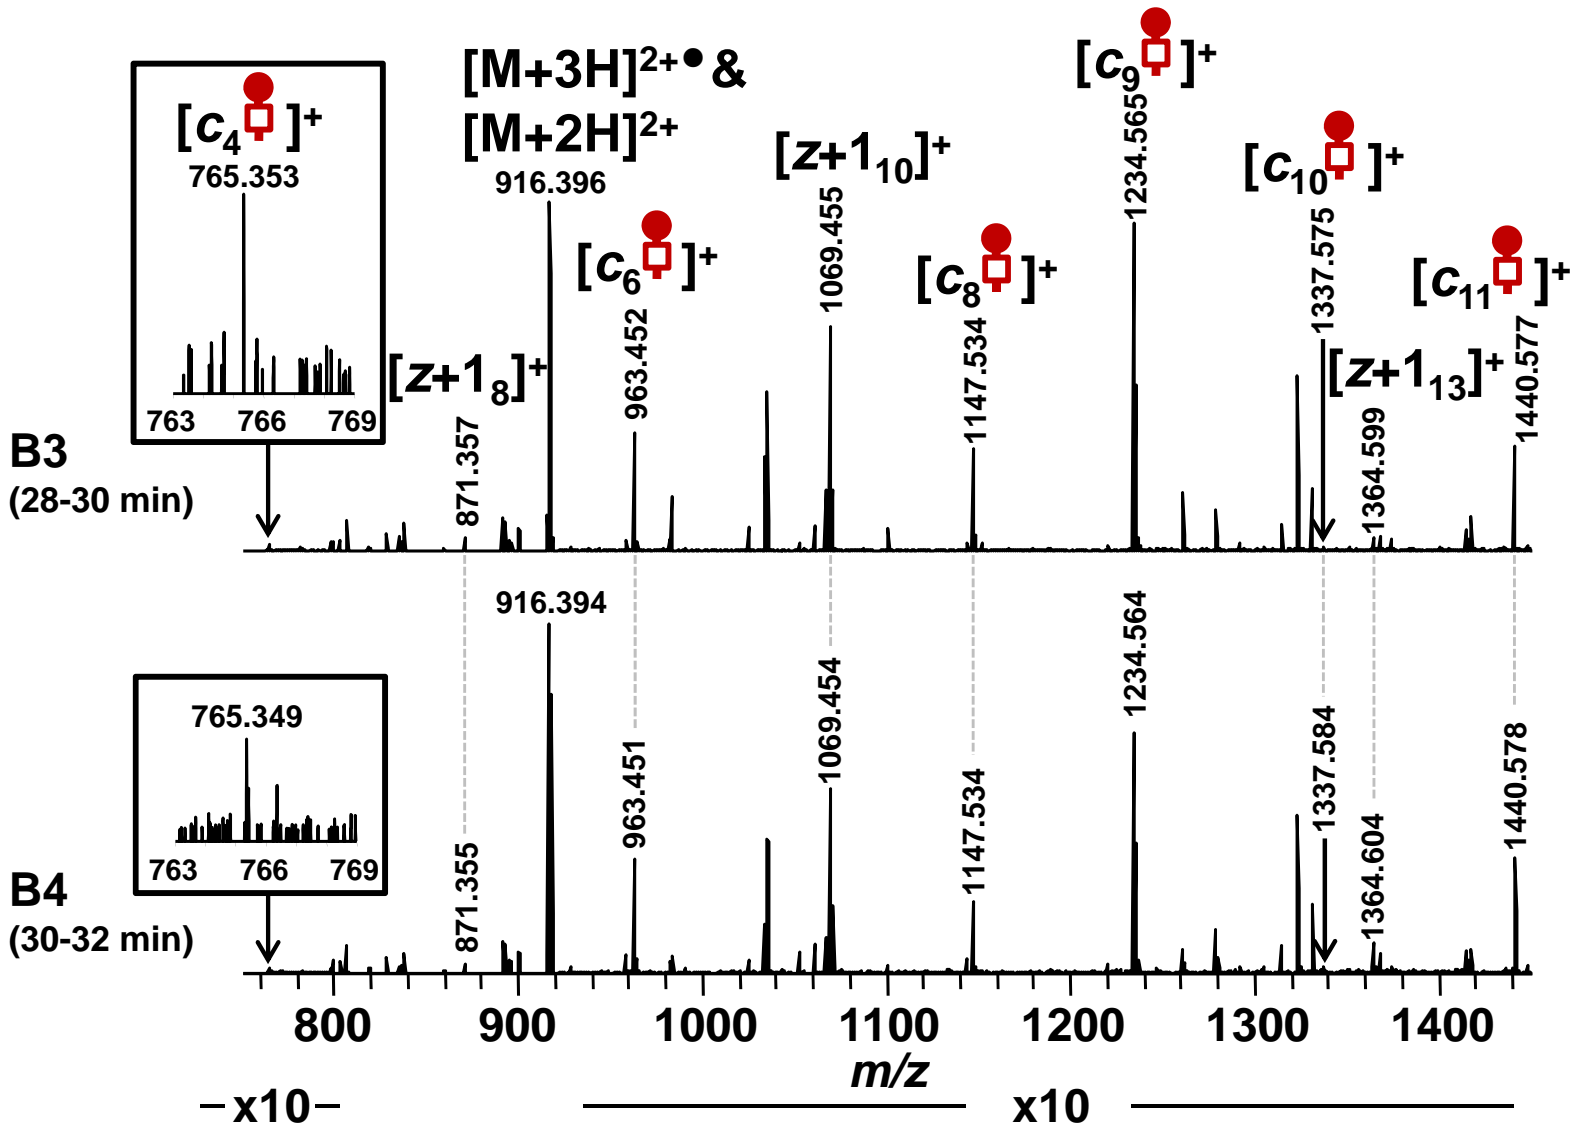 [c4 ]+
765.353
763 766 769
[M+3H]2+● &
[M+2H]2+
916.396
[z+18]+
871.357
[c6 ]+
963.452
[z+110]+
1069.455
[c8 ]+
1147.534
[c9 ]+
1234.565
[c10 ]+
1337.575
[z+113]+
1364.599
[c11 ]+
1440.577
B3
(28-30 min)
765.349
763 766 769
871.355
916.394
963.451
1069.454
1147.534
1234.564
1337.584
1364.604
1440.578
B4
(30-32 min)
800 900 1000 1100 1200 1300 1400
m/z
x10 x10